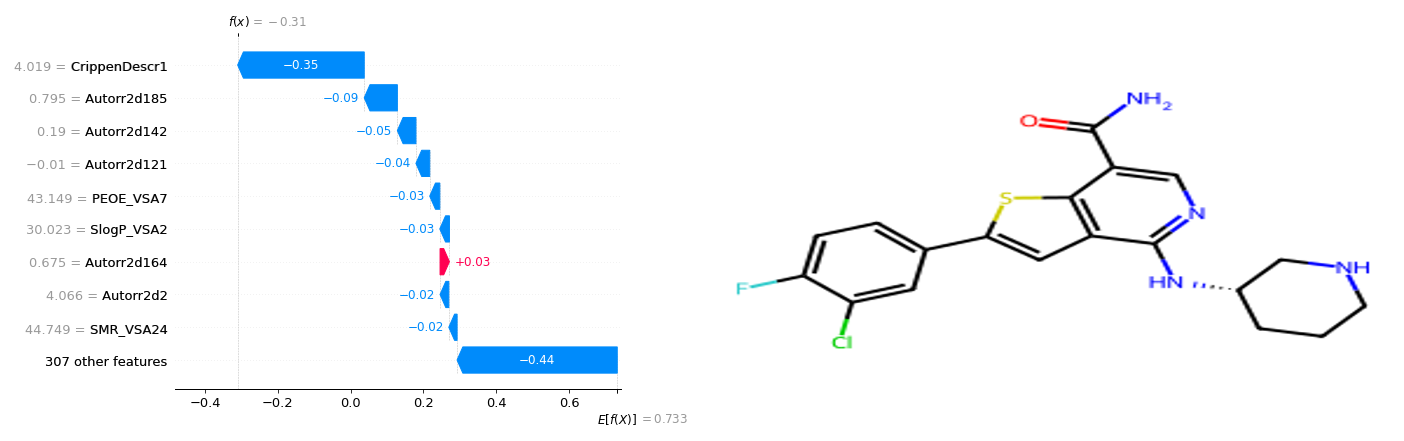 f(x) = −0.31
4.019 = CrippenDescr1 −0.35
0.795 = Autorr2d185 −0.09
0.19 = Autorr2d142 −0.05
−0.01 = Autorr2d121 −0.04
43.149 = PEOE_VSA7 −0.03
30.023 = SlogP_VSA2 −0.03
0.675 = Autorr2d164 +0.03
4.066 = Autorr2d2 −0.02
44.749 = SMR_VSA24 −0.02
307 other features −0.44
−0.4 −0.2 0.0 0.2 0.4 0.6
E[f(X)] = 0.733
NH2
O
S
N
HN
NH
F
Cl